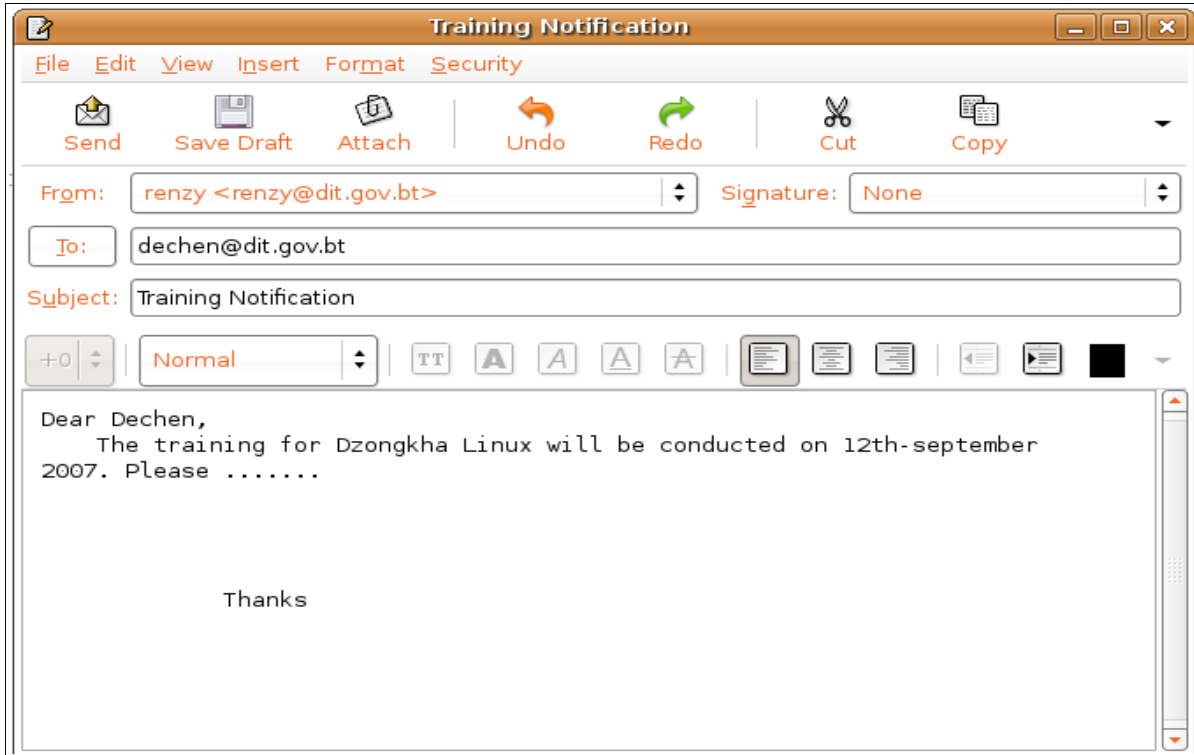 Training Notification
File Edit View Insert Format Security
Send Save Draft Attach Undo Redo Cut Copy
From: renzy <renzy@dit.gov.bt> Signature: None
To: dechen@dit.gov.bt
Subject: Training Notification
+0 Normal TT A A A A
Dear Dechen,
The training for Dzongkha Linux will be conducted on 12th-september
2007. Please .......
Thanks